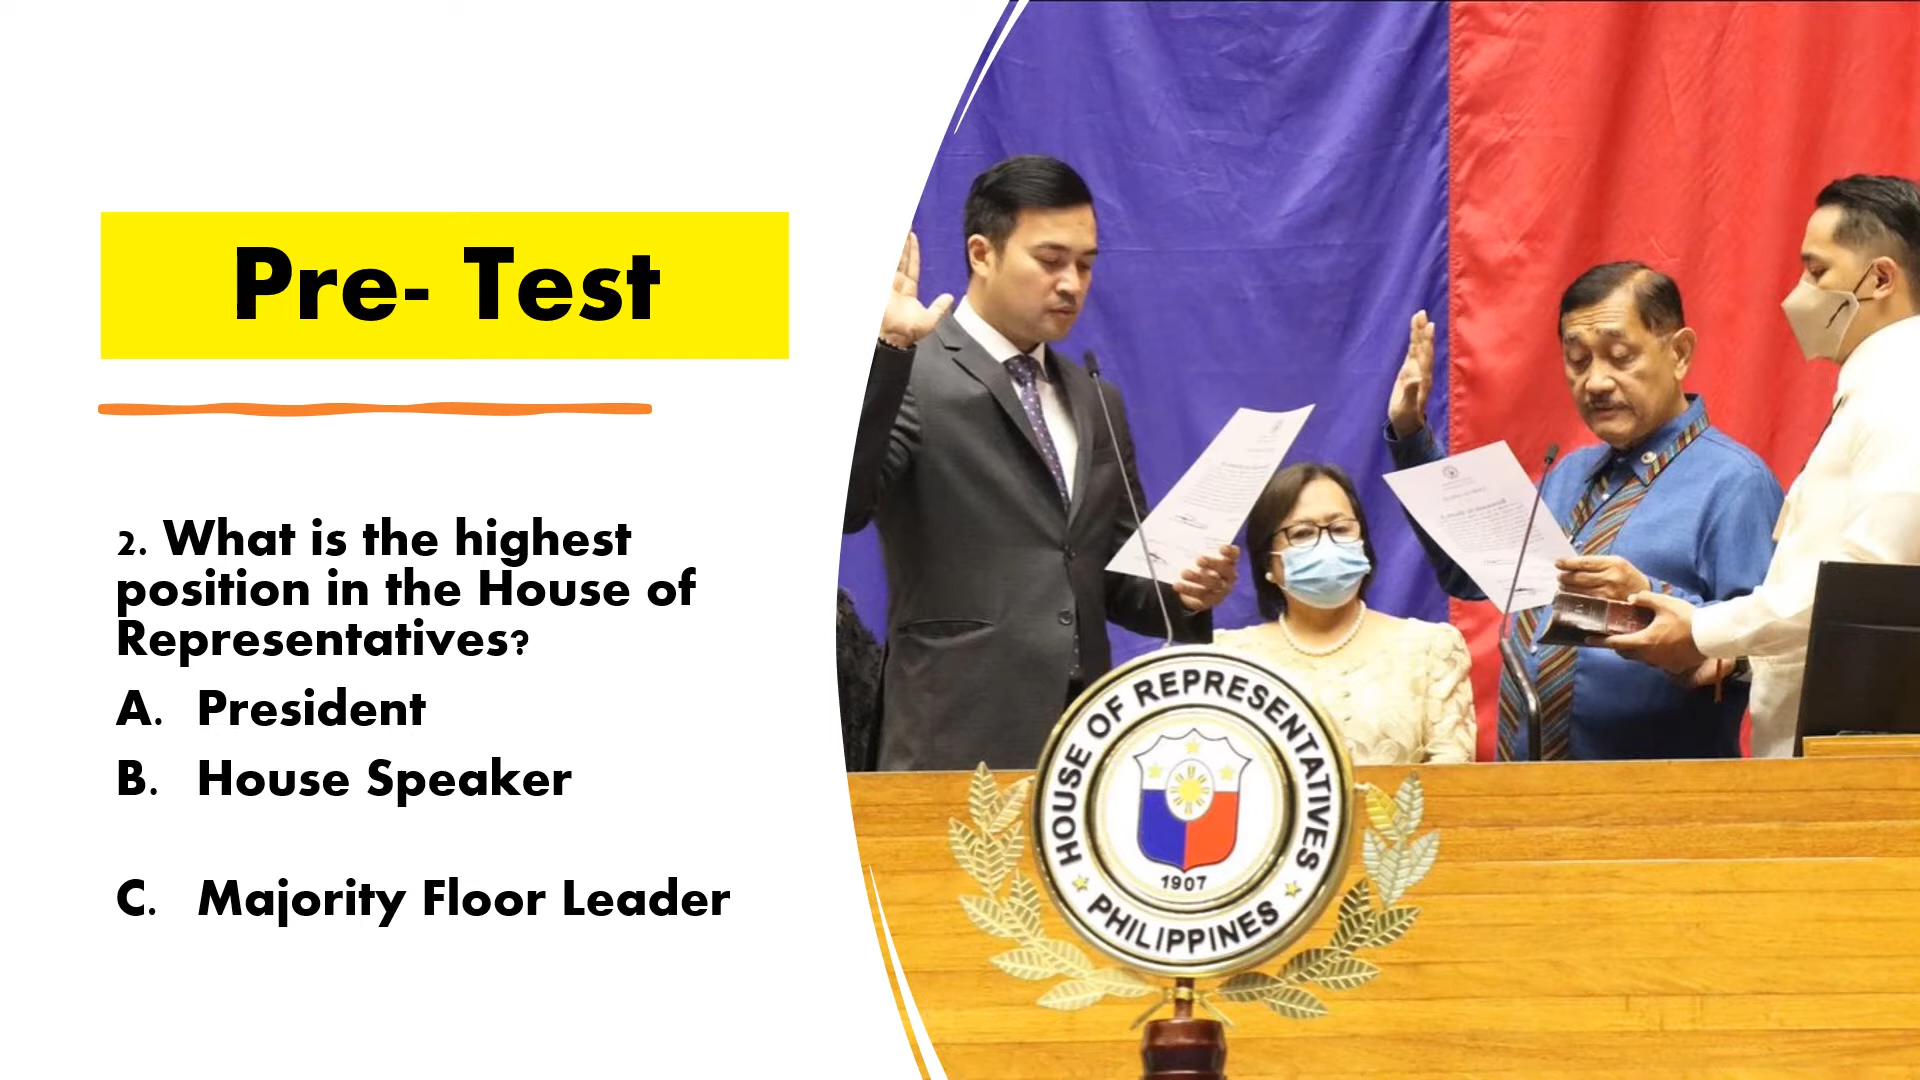 Pre- Test
2. What is the highest
position in the House of
Representatives?
A. President
B. House Speaker
C. Majority Floor Leader
HOUSE OF REPRESENTATIVES
1907
PHILIPPINES